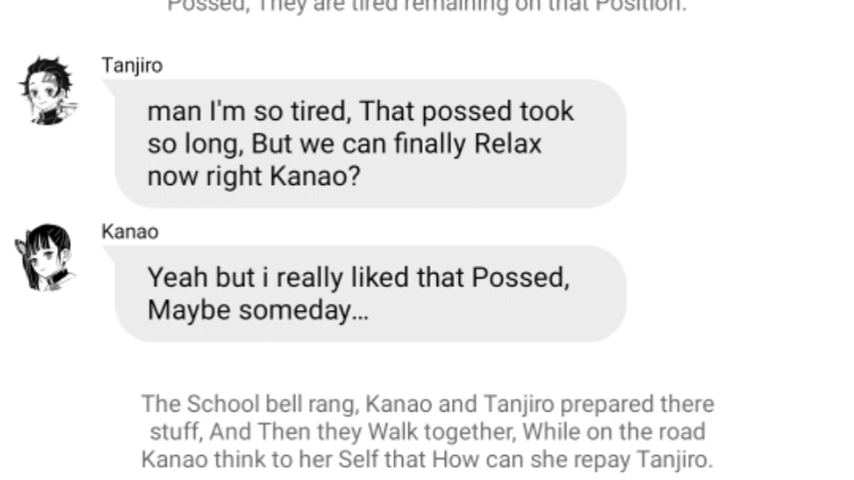 Possed, They are tired remaining on that Position.
Tanjiro
man I'm so tired, That possed took
so long, But we can finally Relax
now right Kanao?
Kanao
Yeah but i really liked that Possed,
Maybe someday...
The School bell rang, Kanao and Tanjiro prepared there
stuff, And Then they Walk together, While on the road
Kanao think to her Self that How can she repay Tanjiro.